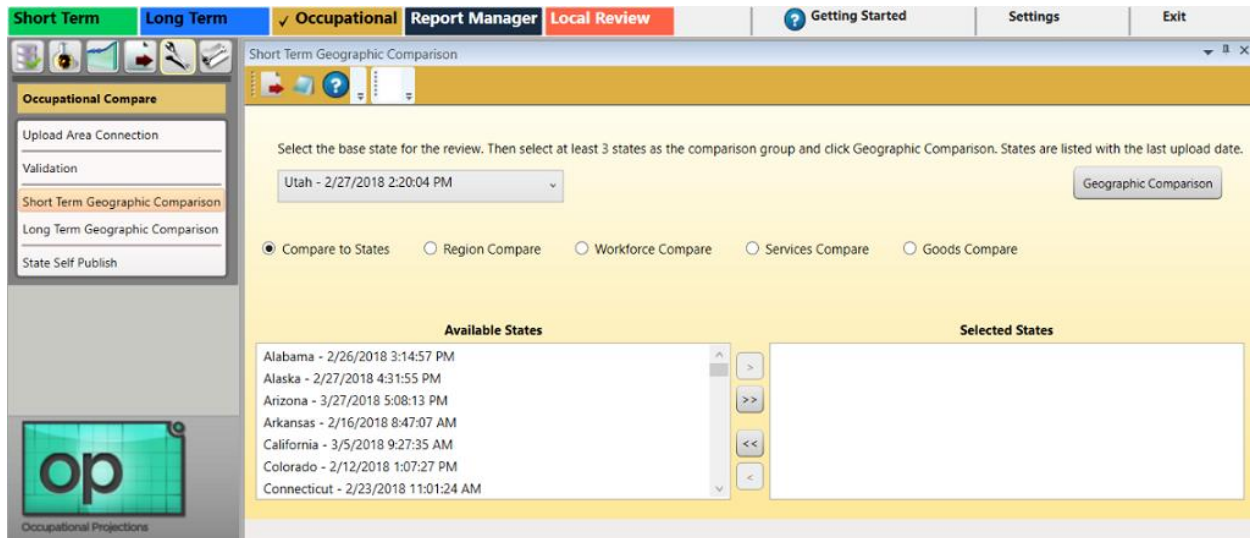 Short Term Long Term ✓ Occupational Report Manager Local Review ? Getting Started Settings Exit
Short Term Geographic Comparison
Occupational Compare
Upload Area Connection
Validation
Short Term Geographic Comparison
Long Term Geographic Comparison
State Self Publish
Select the base state for the review. Then select at least 3 states as the comparison group and click Geographic Comparison. States are listed with the last upload date.
Utah - 2/27/2018 2:20:04 PM
Geographic Comparison
Compare to States Region Compare Workforce Compare Services Compare Goods Compare
Available States
Alabama - 2/26/2018 3:14:57 PM
Alaska - 2/27/2018 4:31:55 PM
Arizona - 3/27/2018 5:08:13 PM
Arkansas - 2/16/2018 8:47:07 AM
California - 3/5/2018 9:27:35 AM
Colorado - 2/12/2018 1:07:27 PM
Connecticut - 2/23/2018 11:01:24 AM
>
>>
<<
<
Selected States
op
Occupational Projections